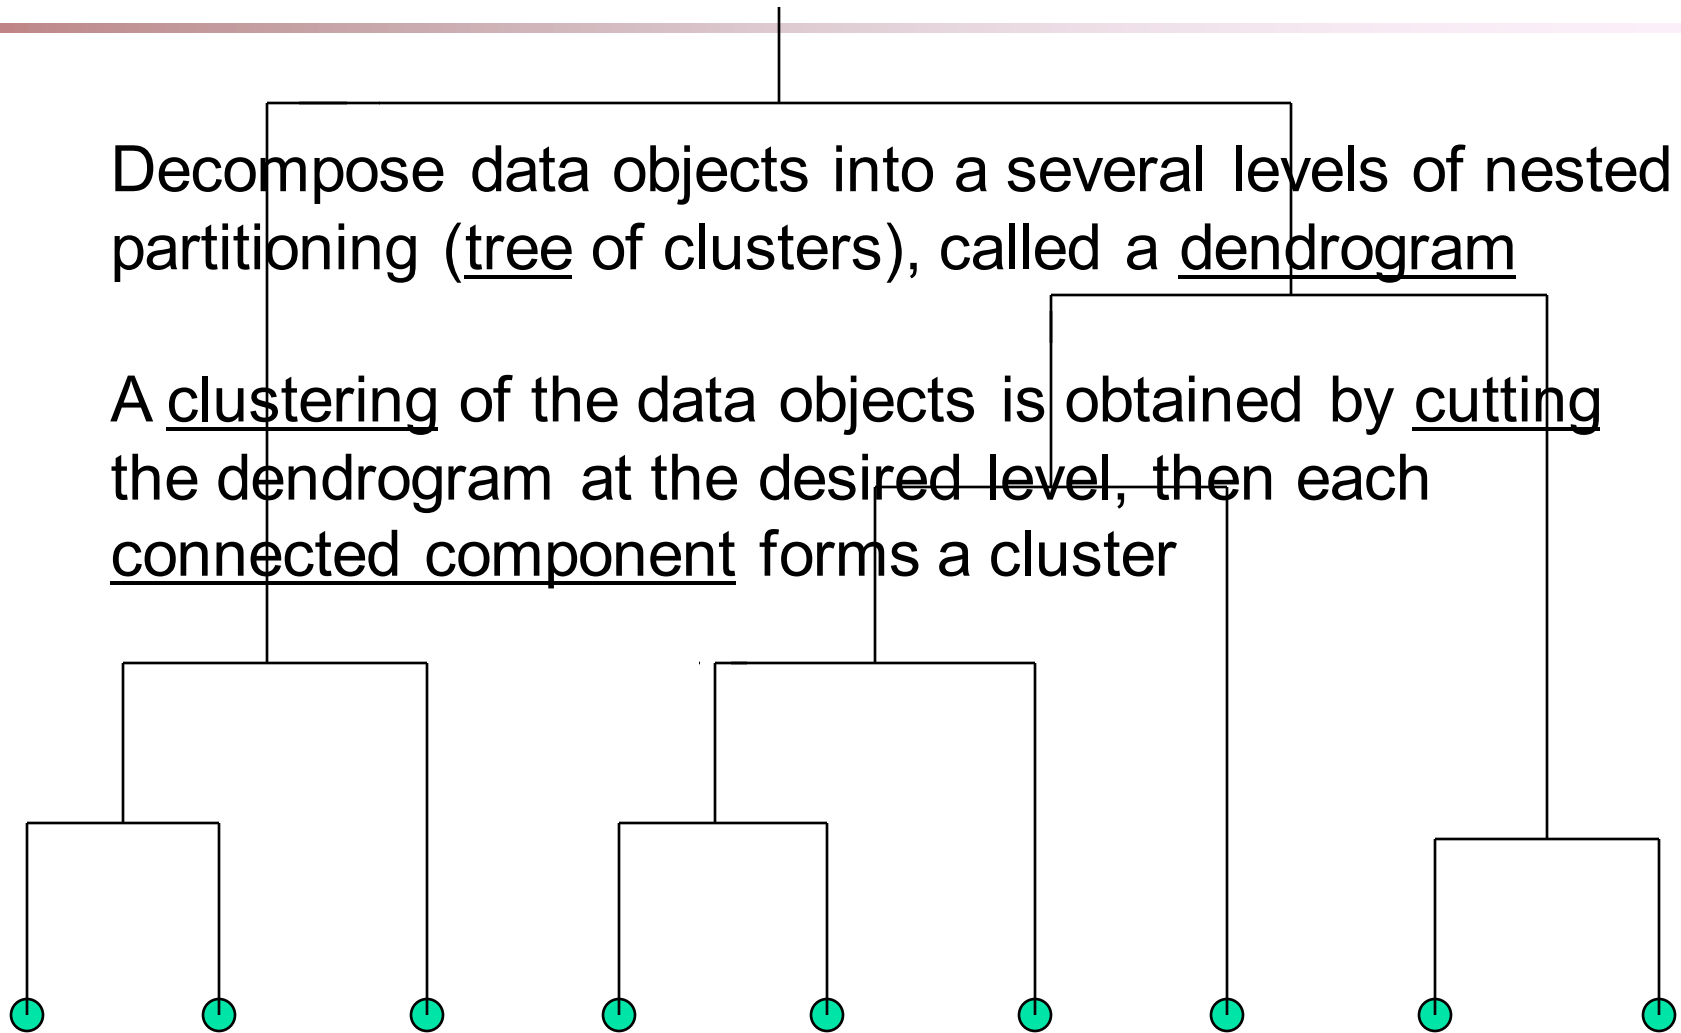 Decompose data objects into a several levels of nested
partitioning (tree of clusters), called a dendrogram
A clustering of the data objects is obtained by cutting
the dendrogram at the desired level, then each
connected component forms a cluster